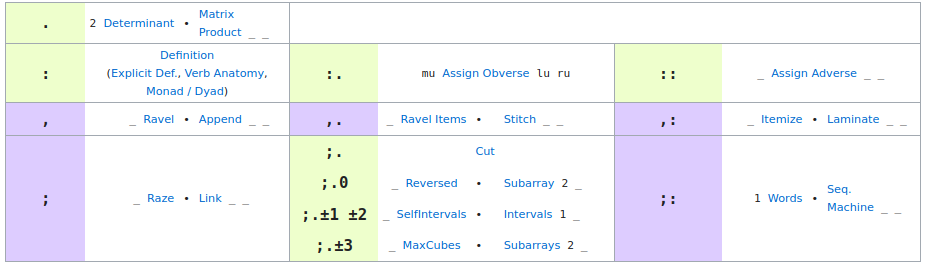 . 2 Determinant • Matrix
Product _ _
: Definition
(Explicit Def., Verb Anatomy,
Monad / Dyad)
:. mu Assign Obverse lu ru
:: _ Assign Adverse _ _
, _ Ravel • Append _ _
,. _ Ravel Items • Stitch _ _
,: _ Itemize • Laminate _ _
; _ Raze • Link _ _
;. Cut
;.0 _ Reversed • Subarray 2 _
;.±1 ±2 _ SelfIntervals • Intervals 1 _
;.±3 _ MaxCubes • Subarrays 2 _
;: 1 Words • Seq.
Machine _ _